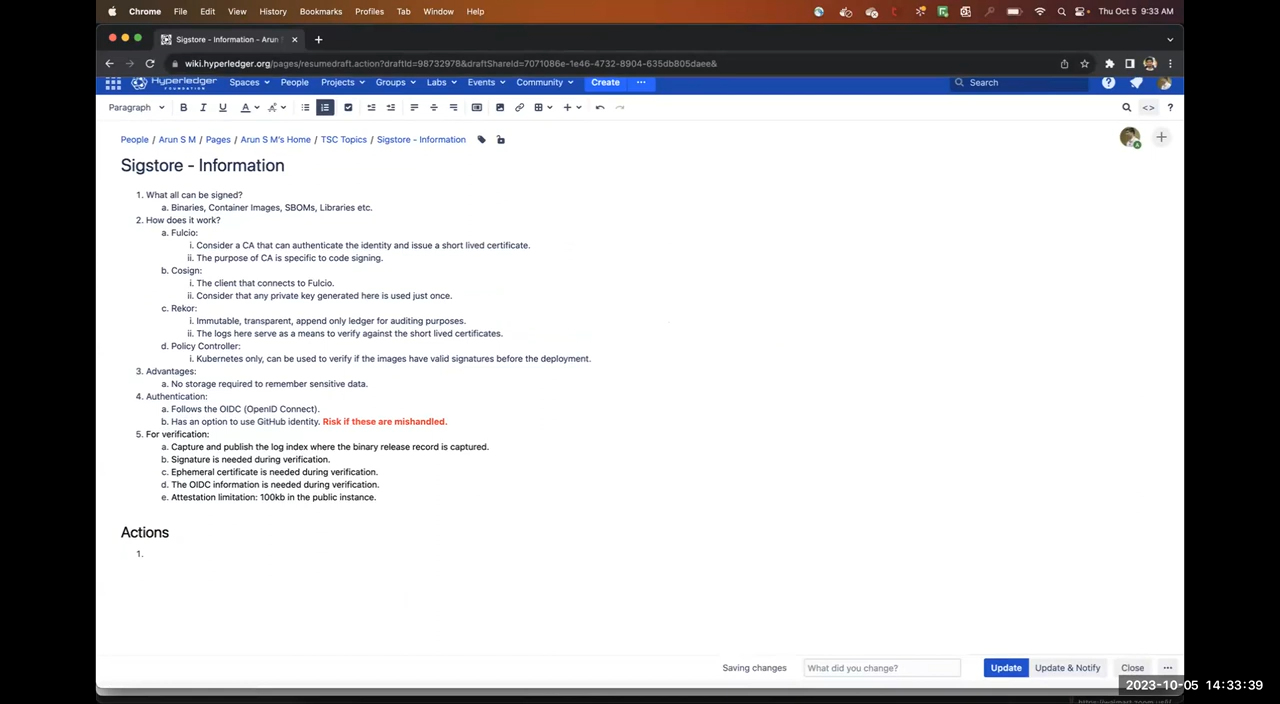 Chrome File Edit View History Bookmarks Profiles Tab Window Help Thu Oct 5 9:33 AM
Sigstore - Information - Arun
wiki.hyperledger.org/pages/resumedraft.action?draftId=98732978&draftShareId=7071086e-1e46-4732-8904-635db805daee&
Hyperledger FOUNDATION Spaces People Projects Groups Labs Events Community Create ... Search
Paragraph B I U A
People / Arun S M / Pages / Arun S M's Home / TSC Topics / Sigstore - Information
Sigstore - Information
1. What all can be signed?
a. Binaries, Container Images, SBOMs, Libraries etc.
2. How does it work?
a. Fulcio:
i. Consider a CA that can authenticate the identity and issue a short lived certificate.
ii. The purpose of CA is specific to code signing.
b. Cosign:
i. The client that connects to Fulcio.
ii. Consider that any private key generated here is used just once.
c. Rekor:
i. Immutable, transparent, append only ledger for auditing purposes.
ii. The logs here serve as a means to verify against the short lived certificates.
d. Policy Controller:
i. Kubernetes only, can be used to verify if the images have valid signatures before the deployment.
3. Advantages:
a. No storage required to remember sensitive data.
4. Authentication:
a. Follows the OIDC (OpenID Connect).
b. Has an option to use GitHub identity. Risk if these are mishandled.
5. For verification:
a. Capture and publish the log index where the binary release record is captured.
b. Signature is needed during verification.
c. Ephemeral certificate is needed during verification.
d. The OIDC information is needed during verification.
e. Attestation limitation: 100kb in the public instance.
Actions
1.
Saving changes What did you change? Update Update & Notify Close ...
2023-10-05 14:33:39